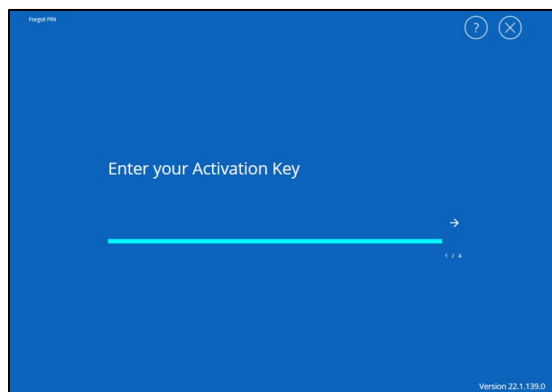 Forgot PIN
?
Enter your Activation Key
1 / 4
Version 22.1.139.0